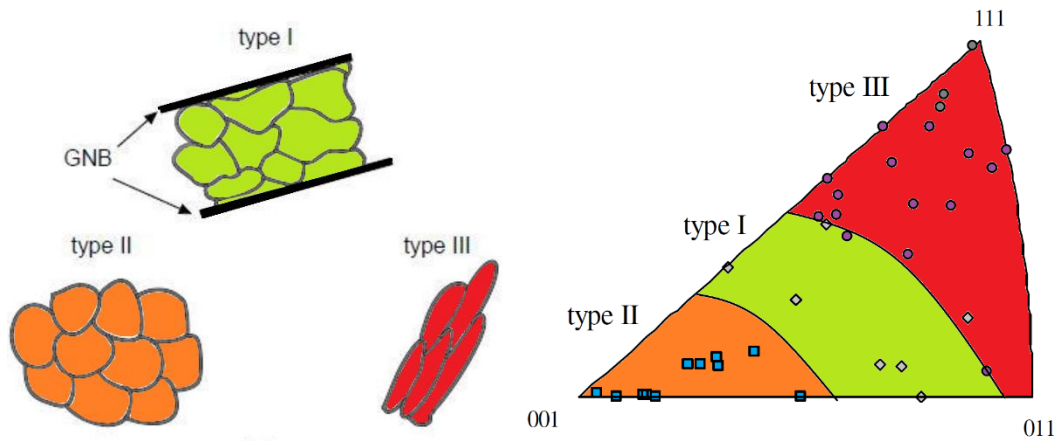 type I
GNB
type II
type III
111
type III
type I
type II
001
011